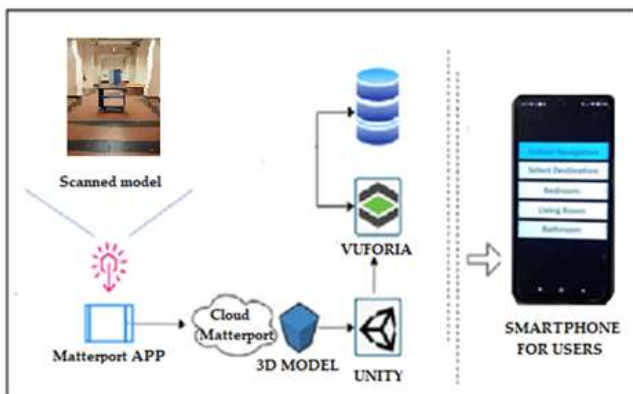 Scanned model
VUFORIA
Cloud
Matterport
Matterport APP
3D MODEL
UNITY
Indoor Navigation
Select Destination
Bedroom
Living Room
Bathroom
SMARTPHONE
FOR USERS